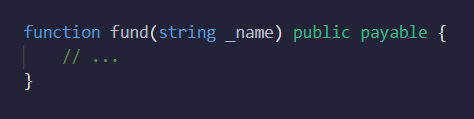 function fund(string _name) public payable {
    // ...
}